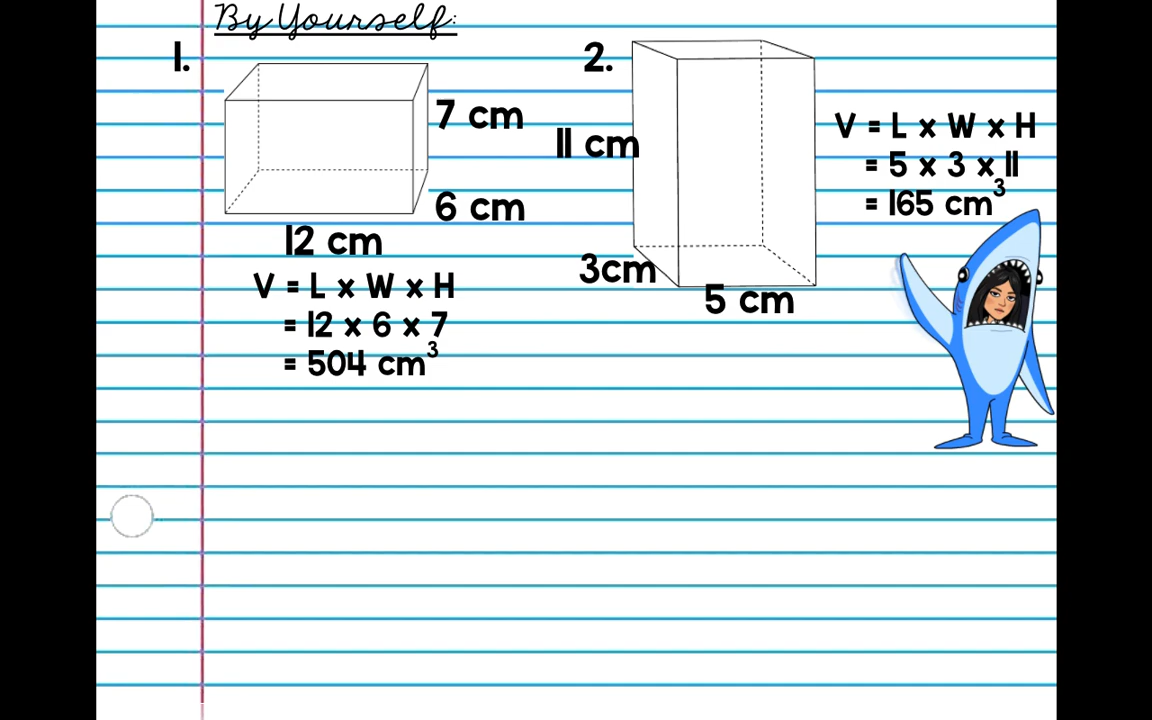 By Yourself:
1.
7 cm
6 cm
12 cm
V = L x W x H
= 12 x 6 x 7
= 504 cm³
2.
11 cm
3cm
5 cm
V = L x W x H
= 5 x 3 x 11
= 165 cm³